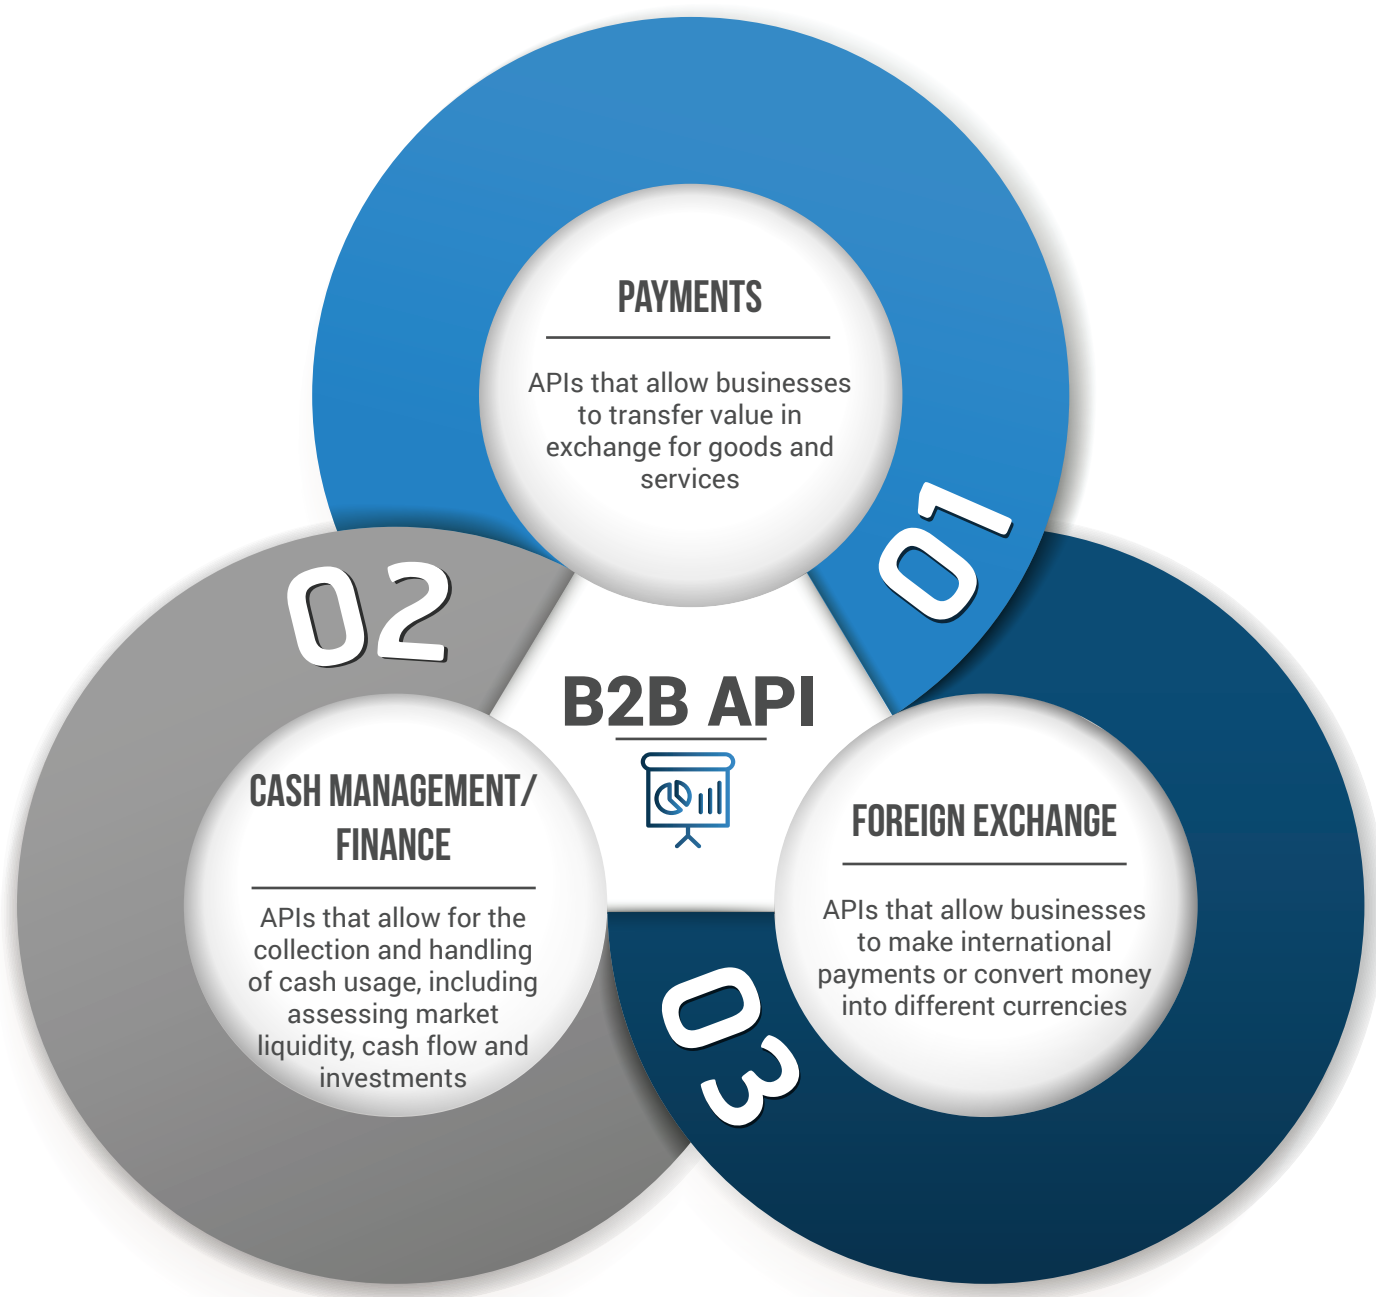 PAYMENTS
APIs that allow businesses
to transfer value in
exchange for goods and
services
01
02
B2B API
CASH MANAGEMENT/
FINANCE
APIs that allow for the
collection and handling
of cash usage, including
assessing market
liquidity, cash flow and
investments
FOREIGN EXCHANGE
APIs that allow businesses
to make international
payments or convert money
into different currencies
03